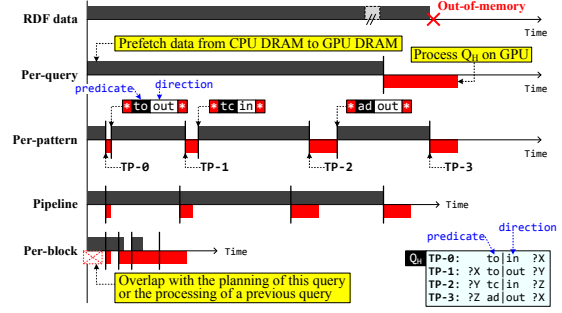 Out-of-memory
RDF data
Time
Prefetch data from CPU DRAM to GPU DRAM
Process QH on GPU
Per-query
Time
predicate direction
*to out* *tc in* *ad out*
Per-pattern
Time
TP-0 TP-1 TP-2 TP-3
Pipeline
Time
Per-block
Time
Overlap with the planning of this query
or the processing of a previous query
direction
predicate
QH
TP-0: to|in ?X
TP-1: ?X to|out ?Y
TP-2: ?Y tc|in ?Z
TP-3: ?Z ad|out ?X